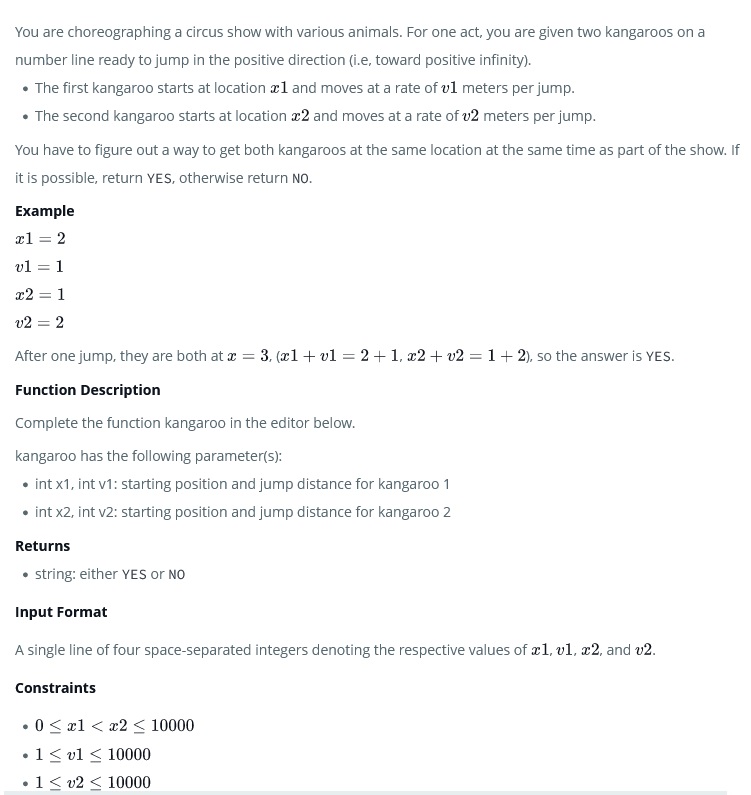 You are choreographing a circus show with various animals. For one act, you are given two kangaroos on a
number line ready to jump in the positive direction (i.e, toward positive infinity).
• The first kangaroo starts at location x1 and moves at a rate of v1 meters per jump.
• The second kangaroo starts at location x2 and moves at a rate of v2 meters per jump.
You have to figure out a way to get both kangaroos at the same location at the same time as part of the show. If
it is possible, return YES, otherwise return NO.
Example
x1 = 2
v1 = 1
x2 = 1
v2 = 2
After one jump, they are both at x = 3, (x1 + v1 = 2 + 1, x2 + v2 = 1 + 2), so the answer is YES.
Function Description
Complete the function kangaroo in the editor below.
kangaroo has the following parameter(s):
• int x1, int v1: starting position and jump distance for kangaroo 1
• int x2, int v2: starting position and jump distance for kangaroo 2
Returns
• string: either YES or NO
Input Format
A single line of four space-separated integers denoting the respective values of x1, v1, x2, and v2.
Constraints
• 0 ≤ x1 < x2 ≤ 10000
• 1 ≤ v1 ≤ 10000
• 1 ≤ v2 ≤ 10000